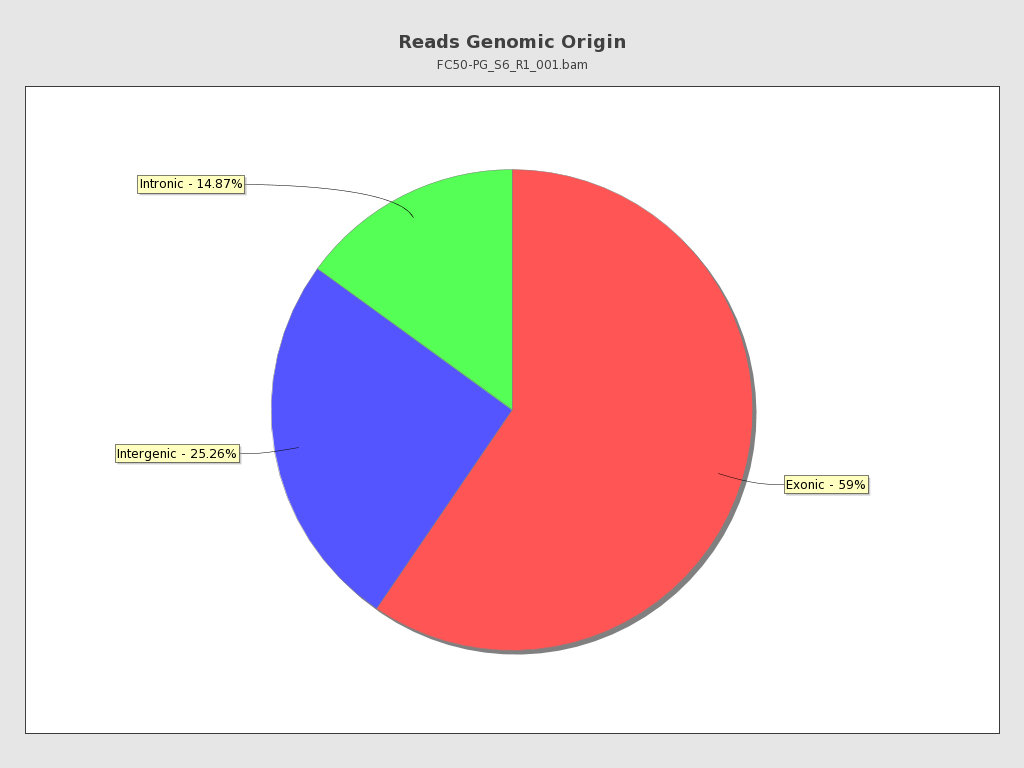 Reads Genomic Origin
FC50-PG_S6_R1_001.bam
Intronic - 14.87%
Intergenic - 25.26%
Exonic - 59%